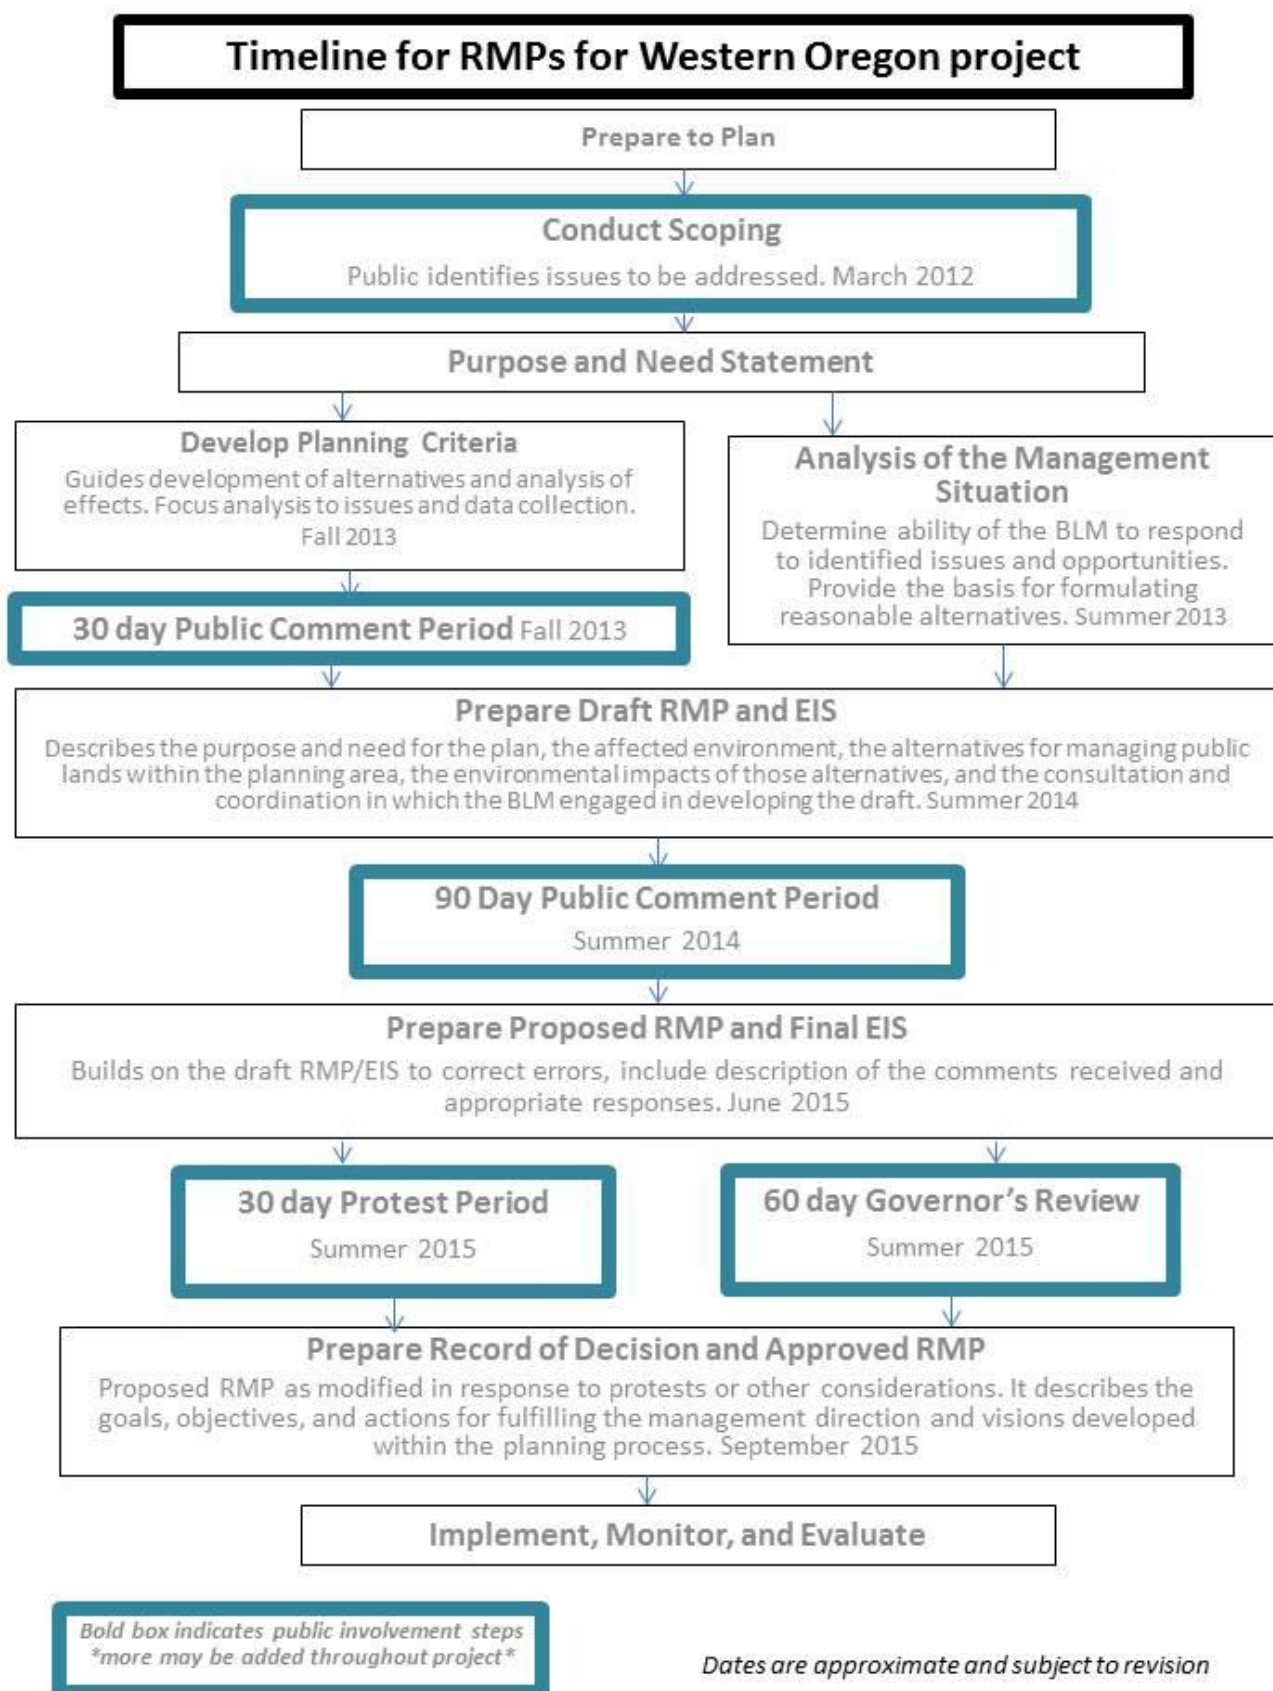 Timeline for RMPs for Western Oregon project
Prepare to Plan
Conduct Scoping
Public identifies issues to be addressed. March 2012
Purpose and Need Statement
Develop Planning Criteria
Guides development of alternatives and analysis of
effects. Focus analysis to issues and data collection.
Fall 2013
30 day Public Comment Period Fall 2013
Analysis of the Management
Situation
Determine ability of the BLM to respond
to identified issues and opportunities.
Provide the basis for formulating
reasonable alternatives. Summer 2013
Prepare Draft RMP and EIS
Describes the purpose and need for the plan, the affected environment, the alternatives for managing public
lands within the planning area, the environmental impacts of those alternatives, and the consultation and
coordination in which the BLM engaged in developing the draft. Summer 2014
90 Day Public Comment Period
Summer 2014
Prepare Proposed RMP and Final EIS
Builds on the draft RMP/EIS to correct errors, include description of the comments received and
appropriate responses. June 2015
30 day Protest Period
Summer 2015
60 day Governor's Review
Summer 2015
Prepare Record of Decision and Approved RMP
Proposed RMP as modified in response to protests or other considerations. It describes the
goals, objectives, and actions for fulfilling the management direction and visions developed
within the planning process. September 2015
Implement, Monitor, and Evaluate
Bold box indicates public involvement steps
*more may be added throughout project*
Dates are approximate and subject to revision